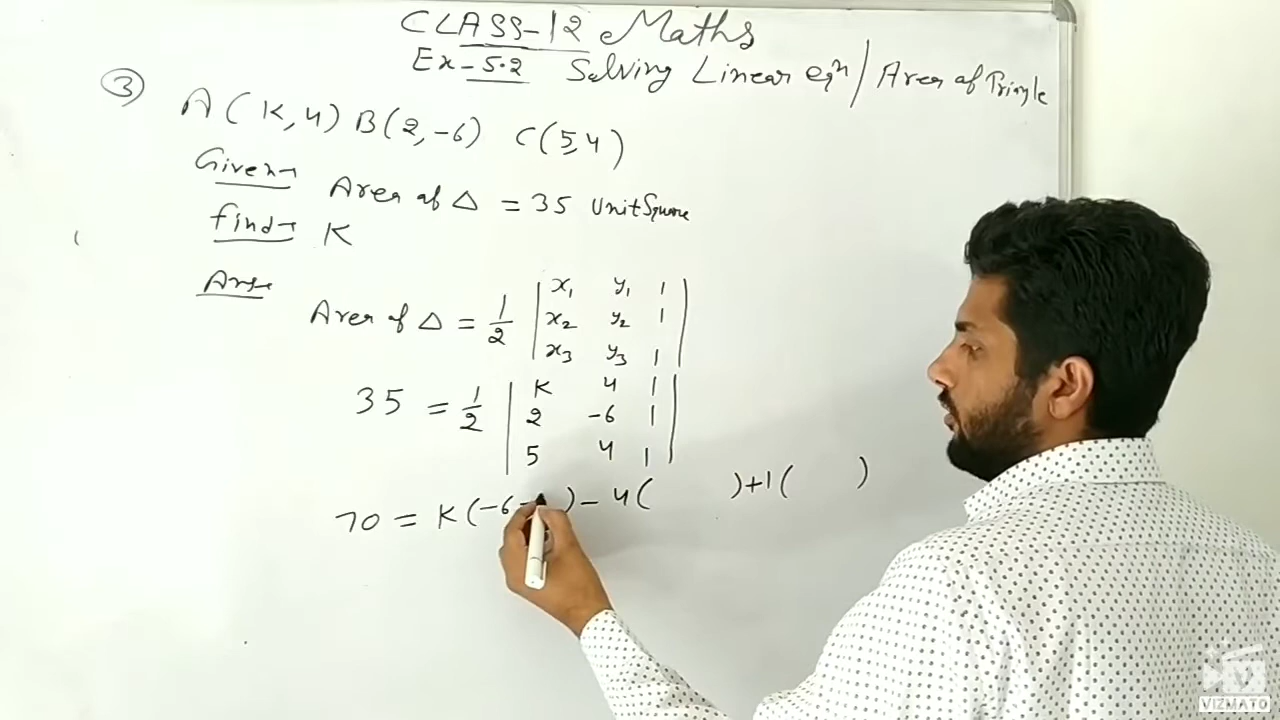 CLASS-12 Maths
Ex-5.2 Solving Linear eqn / Area of Triangle
3
A(K,4) B(2,-6) C(5,4)
Given→ Area of △ = 35 Unit Square
find→ K
Ans-
Area of △ = 1/2 | x1 y1 1 |
x2 y2 1
x3 y3 1
35 = 1/2 | K 4 1 |
2 -6 1
5 4 1
70 = K(-6- ) - 4( ) + 1( )
VIZMATO